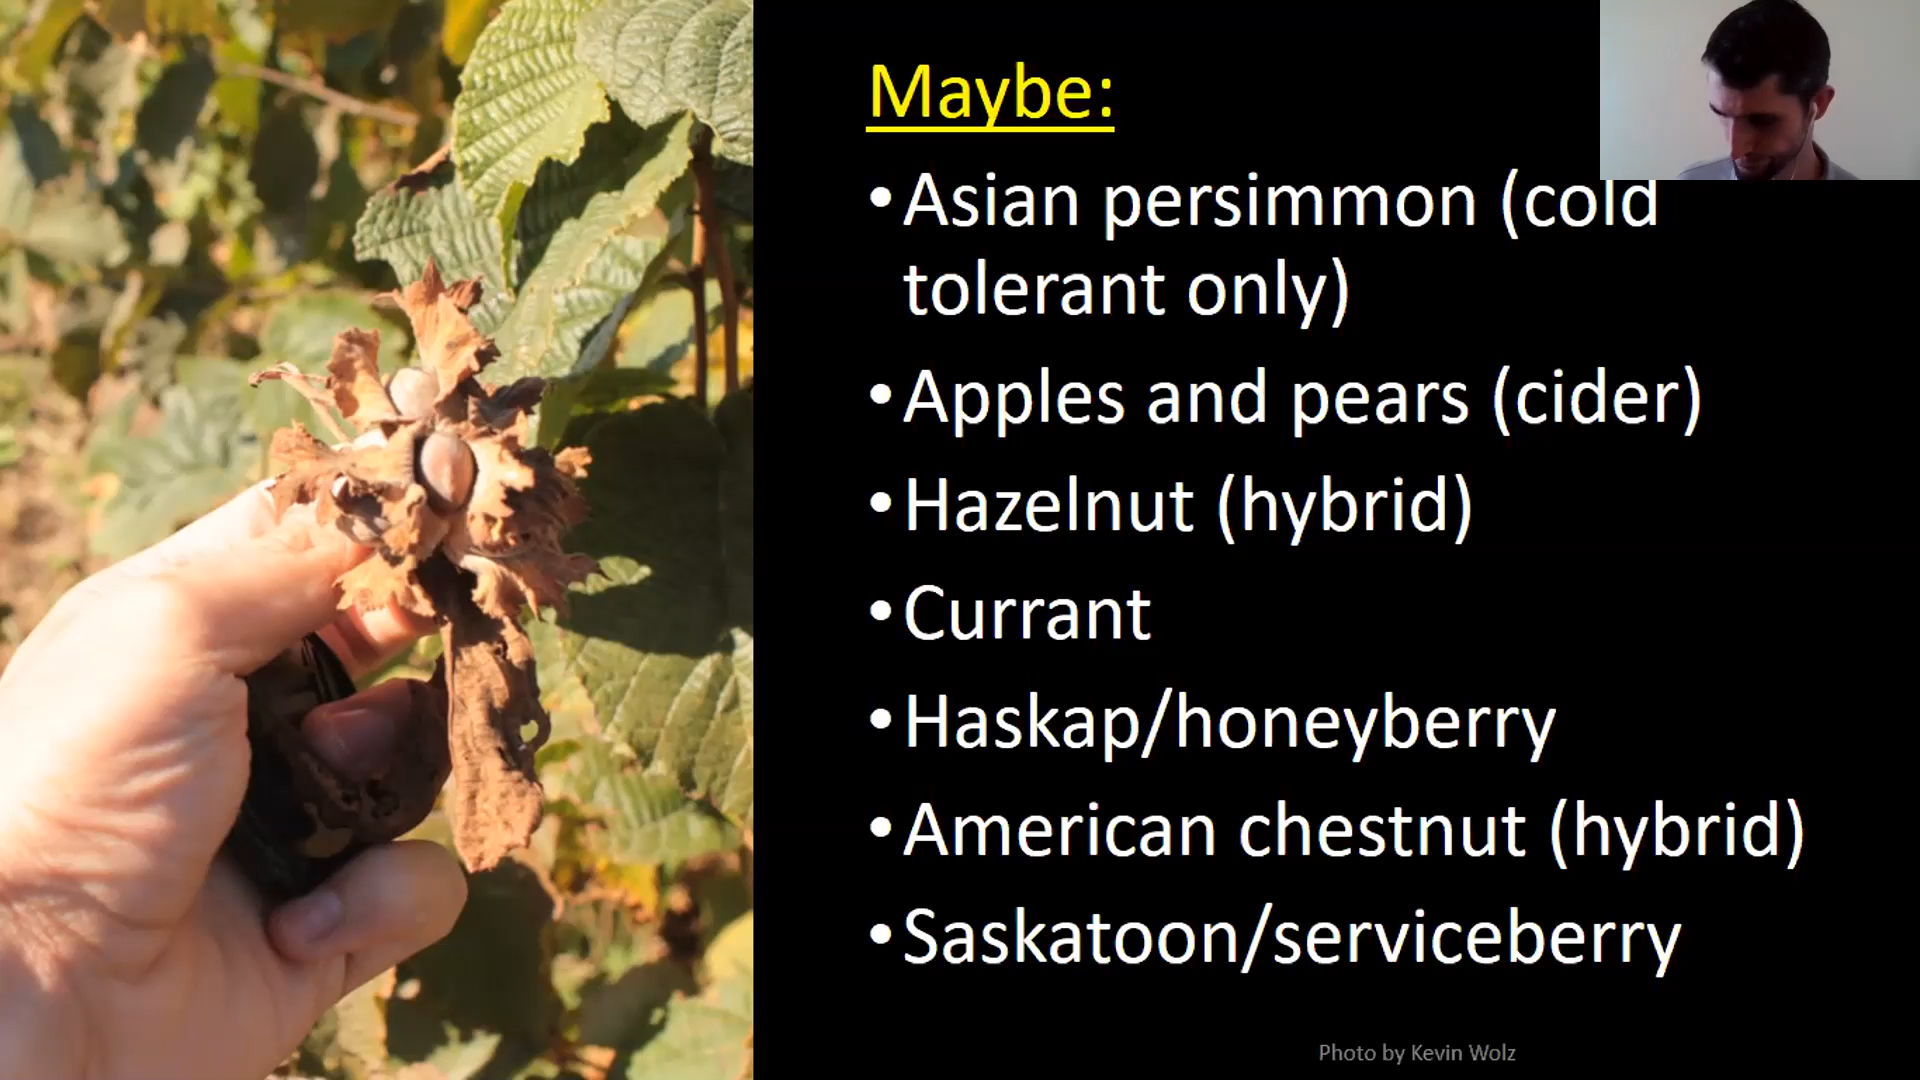 Maybe:
•Asian persimmon (cold
tolerant only)
•Apples and pears (cider)
•Hazelnut (hybrid)
•Currant
•Haskap/honeyberry
•American chestnut (hybrid)
•Saskatoon/serviceberry
Photo by Kevin Wolz